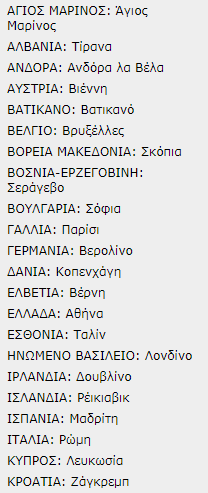 ΑΓΙΟΣ ΜΑΡΙΝΟΣ: Άγιος
Μαρίνος
ΑΛΒΑΝΙΑ: Τίρανα
ΑΝΔΟΡΑ: Ανδόρα λα Βέλα
ΑΥΣΤΡΙΑ: Βιέννη
ΒΑΤΙΚΑΝΟ: Βατικανό
ΒΕΛΓΙΟ: Βρυξέλλες
ΒΟΡΕΙΑ ΜΑΚΕΔΟΝΙΑ: Σκόπια
ΒΟΣΝΙΑ-ΕΡΖΕΓΟΒΙΝΗ:
Σεράγεβο
ΒΟΥΛΓΑΡΙΑ: Σόφια
ΓΑΛΛΙΑ: Παρίσι
ΓΕΡΜΑΝΙΑ: Βερολίνο
ΔΑΝΙΑ: Κοπενχάγη
ΕΛΒΕΤΙΑ: Βέρνη
ΕΛΛΑΔΑ: Αθήνα
ΕΣΘΟΝΙΑ: Ταλίν
ΗΝΩΜΕΝΟ ΒΑΣΙΛΕΙΟ: Λονδίνο
ΙΡΛΑΝΔΙΑ: Δουβλίνο
ΙΣΛΑΝΔΙΑ: Ρέικιαβικ
ΙΣΠΑΝΙΑ: Μαδρίτη
ΙΤΑΛΙΑ: Ρώμη
ΚΥΠΡΟΣ: Λευκωσία
ΚΡΟΑΤΙΑ: Ζάγκρεμπ